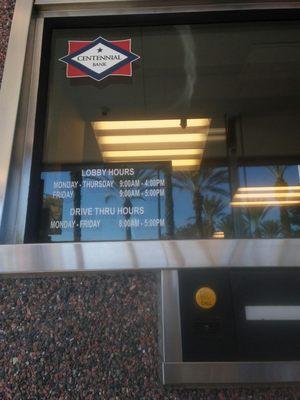 CENTENNIAL
BANK
LOBBY HOURS
MONDAY - THURSDAY 9:00AM - 4:00PM
FRIDAY 9:00AM - 5:00PM
DRIVE THRU HOURS
MONDAY - FRIDAY 8:00AM - 5:00PM